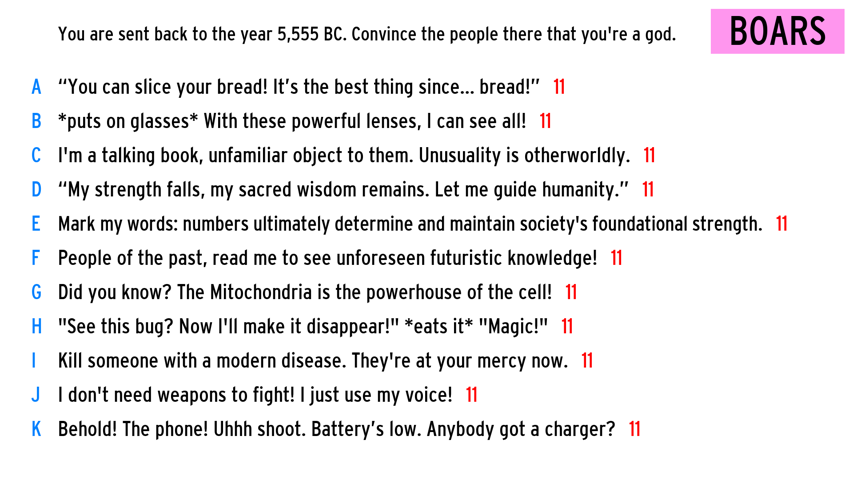 You are sent back to the year 5,555 BC. Convince the people there that you're a god.
BOARS
A “You can slice your bread! It’s the best thing since... bread!” 11
B *puts on glasses* With these powerful lenses, I can see all! 11
C I'm a talking book, unfamiliar object to them. Unusuality is otherworldly. 11
D “My strength falls, my sacred wisdom remains. Let me guide humanity.” 11
E Mark my words: numbers ultimately determine and maintain society's foundational strength. 11
F People of the past, read me to see unforeseen futuristic knowledge! 11
G Did you know? The Mitochondria is the powerhouse of the cell! 11
H "See this bug? Now I'll make it disappear!" *eats it* "Magic!" 11
I Kill someone with a modern disease. They're at your mercy now. 11
J I don't need weapons to fight! I just use my voice! 11
K Behold! The phone! Uhhh shoot. Battery’s low. Anybody got a charger? 11